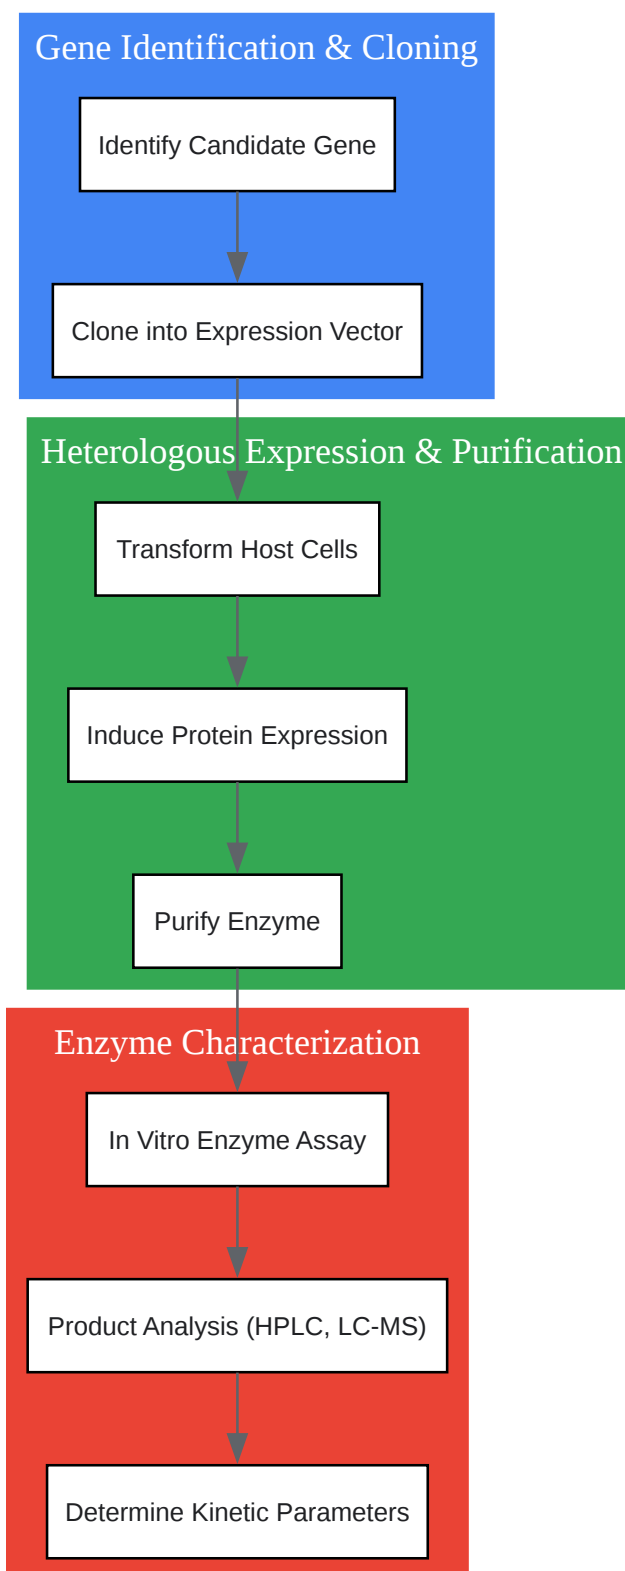 Gene Identification & Cloning
Identify Candidate Gene
Clone into Expression Vector
Heterologous Expression & Purification
Transform Host Cells
Induce Protein Expression
Purify Enzyme
Enzyme Characterization
In Vitro Enzyme Assay
Product Analysis (HPLC, LC-MS)
Determine Kinetic Parameters